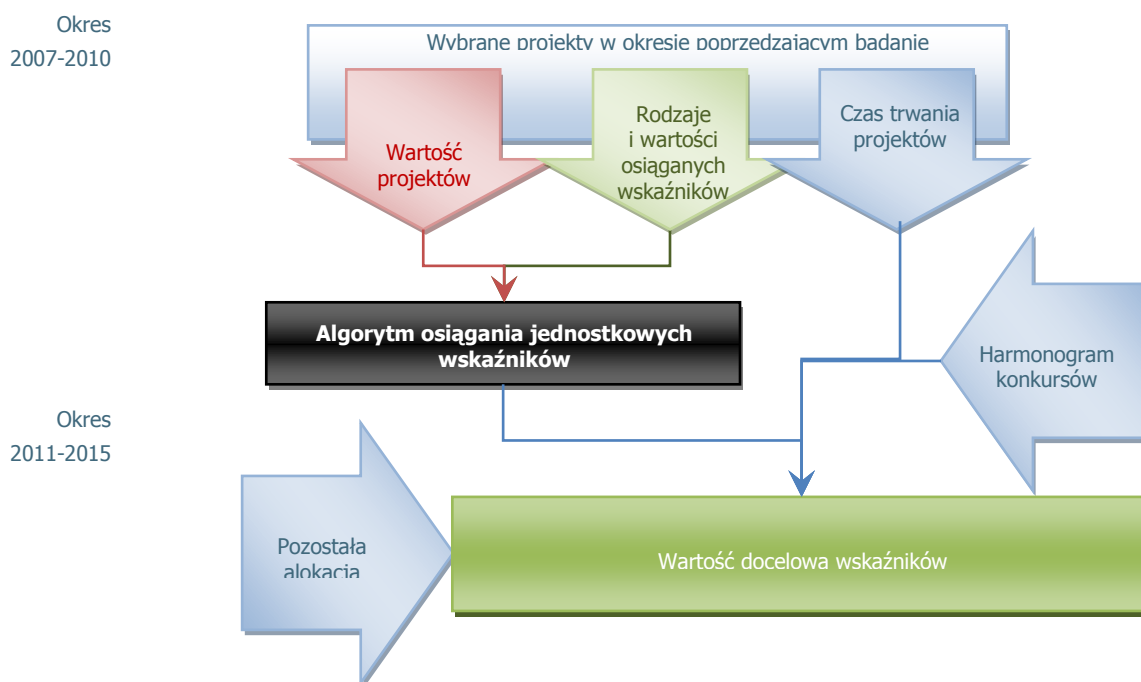 Okres
2007-2010
Wybrane projekty w okresie poprzedzającym badanie
Wartość
projektów
Rodzaje
i wartości
osiąganych
wskaźników
Czas trwania
projektów
Algorytm osiągania jednostkowych
wskaźników
Harmonogram
konkursów
Okres
2011-2015
Pozostała
alokacja
Wartość docelowa wskaźników